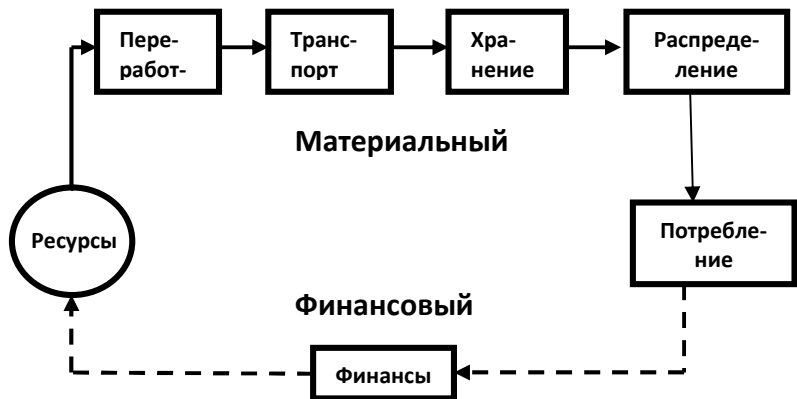 Пере-
работ-
Транс-
порт
Хра-
нение
Распреде-
ление
Материальный
Ресурсы
Потребле-
ние
Финансовый
Финансы